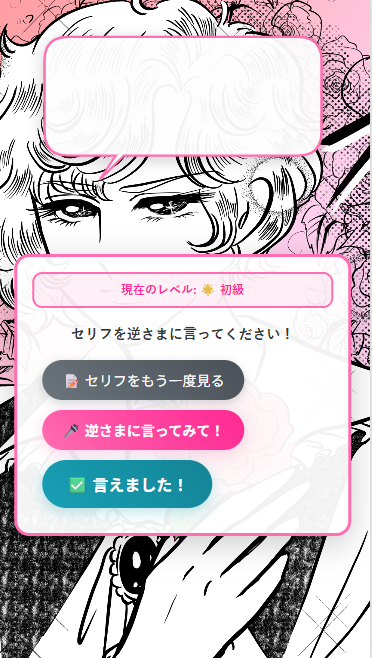 現在のレベル: 🌟 初級
セリフを逆さまに言ってください！
📝 セリフをもう一度見る
🎤 逆さまに言ってみて！
✅ 言えました！